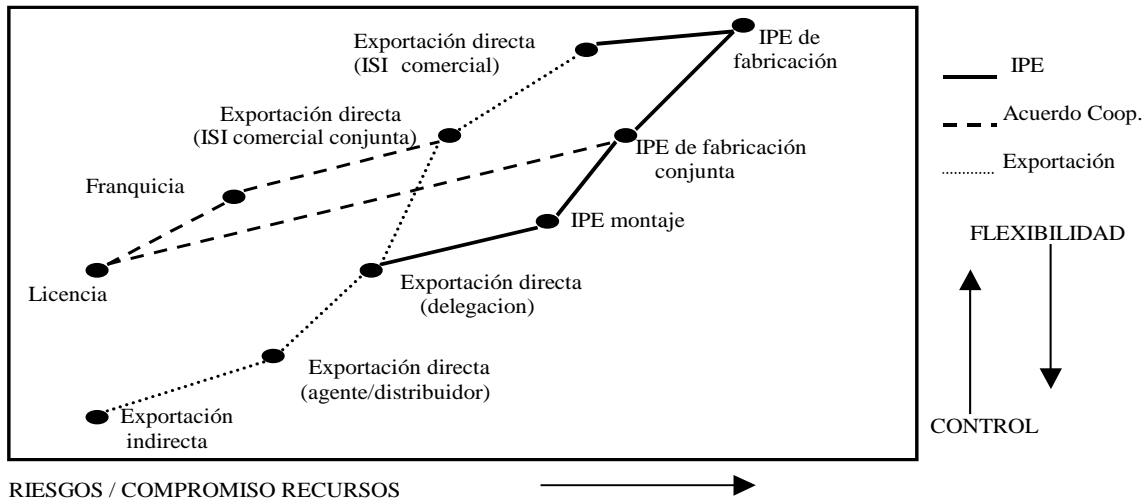 Exportación directa
(ISI comercial)
IPE de
fabricación
Exportación directa
(ISI comercial conjunta)
IPE de fabricación
conjunta
Franquicia
IPE montaje
Licencia
Exportación directa
(delegacion)
Exportación directa
(agente/distribuidor)
Exportación
indirecta
IPE
Acuerdo Coop.
Exportación
FLEXIBILIDAD
CONTROL
RIESGOS / COMPROMISO RECURSOS